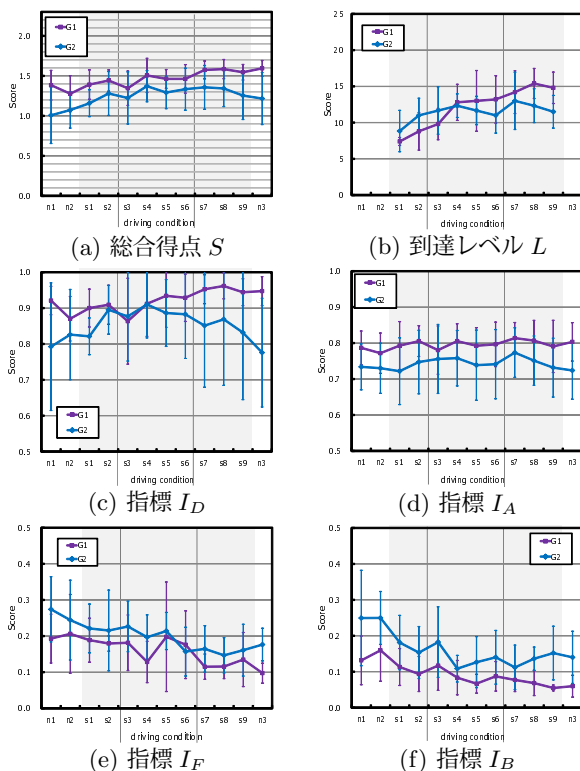 G1
G2
Score
2.0
1.5
1.0
0.5
0.0
n1 n2 s1 s2 s3 s4 s5 s6 s7 s8 s9 n3
driving condition
(a) 総合得点 S
G1
G2
Score
25
20
15
10
5
0
n1 n2 s1 s2 s3 s4 s5 s6 s7 s8 s9 n3
driving condition
(b) 到達レベル L
G1
G2
Score
1.0
0.9
0.8
0.7
0.6
0.5
n1 n2 s1 s2 s3 s4 s5 s6 s7 s8 s9 n3
driving condition
(c) 指標 I_D
G1
G2
Score
1.0
0.9
0.8
0.7
0.6
0.5
n1 n2 s1 s2 s3 s4 s5 s6 s7 s8 s9 n3
driving condition
(d) 指標 I_A
G1
G2
Score
0.5
0.4
0.3
0.2
0.1
0.0
n1 n2 s1 s2 s3 s4 s5 s6 s7 s8 s9 n3
driving condition
(e) 指標 I_F
G1
G2
Score
0.5
0.4
0.3
0.2
0.1
0.0
n1 n2 s1 s2 s3 s4 s5 s6 s7 s8 s9 n3
driving condition
(f) 指標 I_B